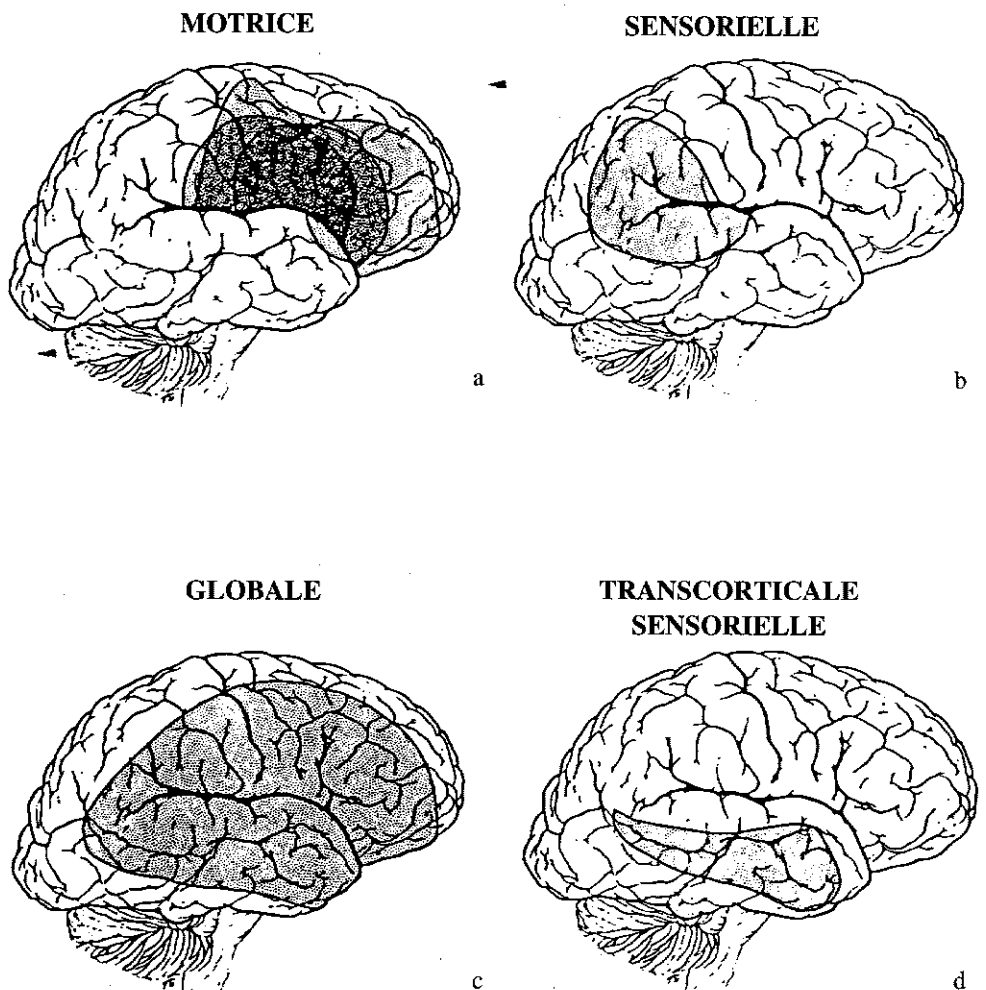 MOTRICE
SENSORIELLE
a
b
GLOBALE
TRANSCORTICALE
SENSORIELLE
c
d